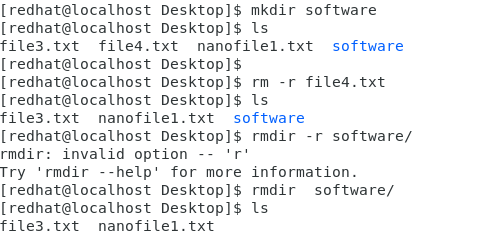 [redhat@localhost Desktop]$ mkdir software
[redhat@localhost Desktop]$ ls
file3.txt  file4.txt  nanofile1.txt  software
[redhat@localhost Desktop]$
[redhat@localhost Desktop]$ rm -r file4.txt
[redhat@localhost Desktop]$ ls
file3.txt  nanofile1.txt  software
[redhat@localhost Desktop]$ rmdir -r software/
rmdir: invalid option -- 'r'
Try 'rmdir --help' for more information.
[redhat@localhost Desktop]$ rmdir  software/
[redhat@localhost Desktop]$ ls
file3.txt  nanofile1.txt